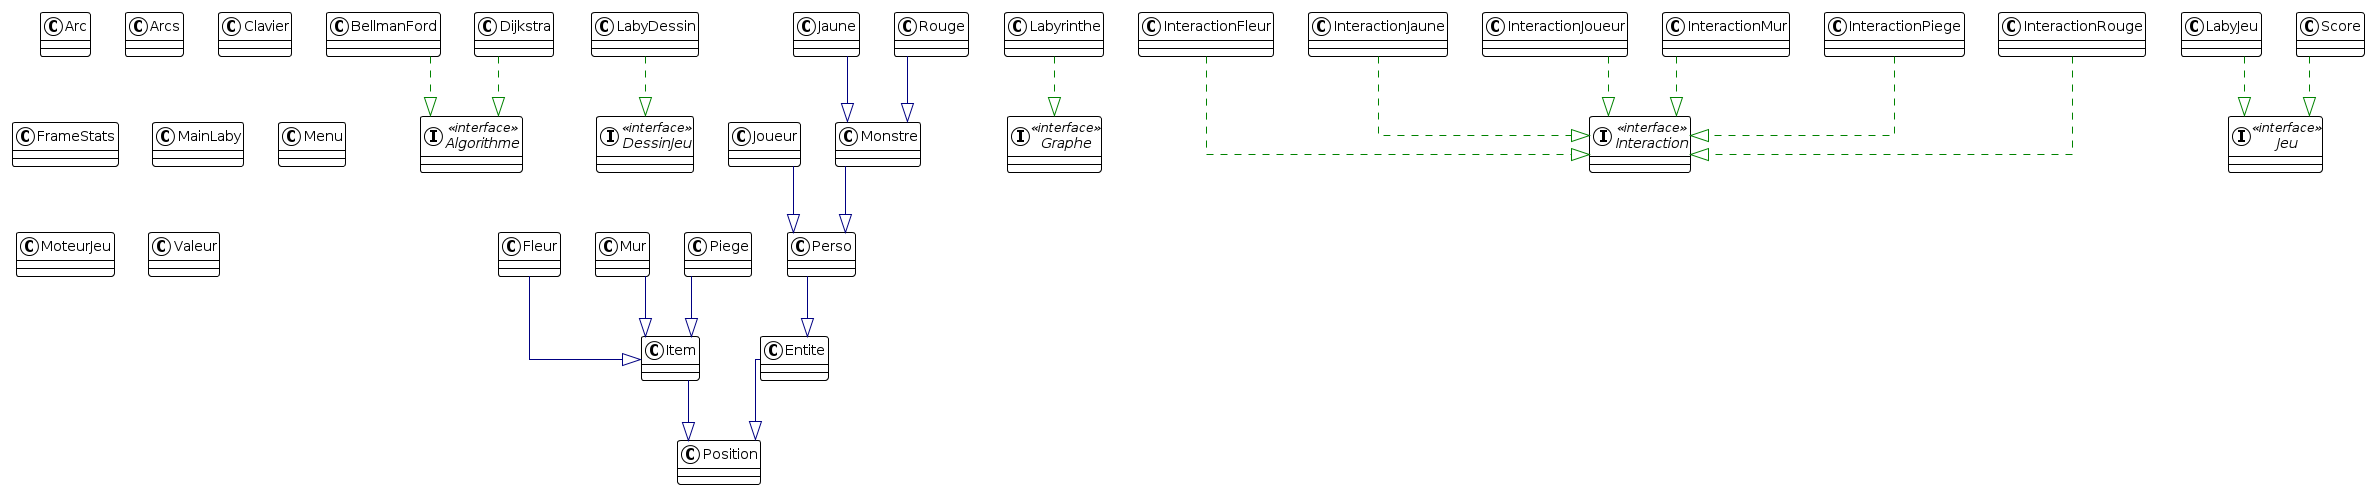 Arc
Arcs
Clavier
BellmanFord
Dijkstra
LabyDessin
Jaune
Rouge
Labyrinthe
InteractionFleur
InteractionJaune
InteractionJoueur
InteractionMur
InteractionPiege
InteractionRouge
LabyJeu
Score
FrameStats
MainLaby
Menu
«interface»
Algorithme
«interface»
DessinJeu
Joueur
Monstre
«interface»
Graphe
«interface»
Interaction
«interface»
Jeu
MoteurJeu
Valeur
Fleur
Mur
Piege
Perso
Item
Entite
Position